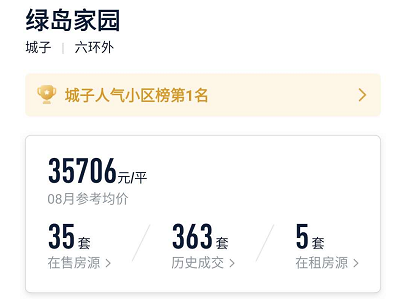 绿岛家园
城子 | 六环外
城子人气小区榜第1名
35706元/平
08月参考均价
35套 363套 5套
在售房源 历史成交 在租房源